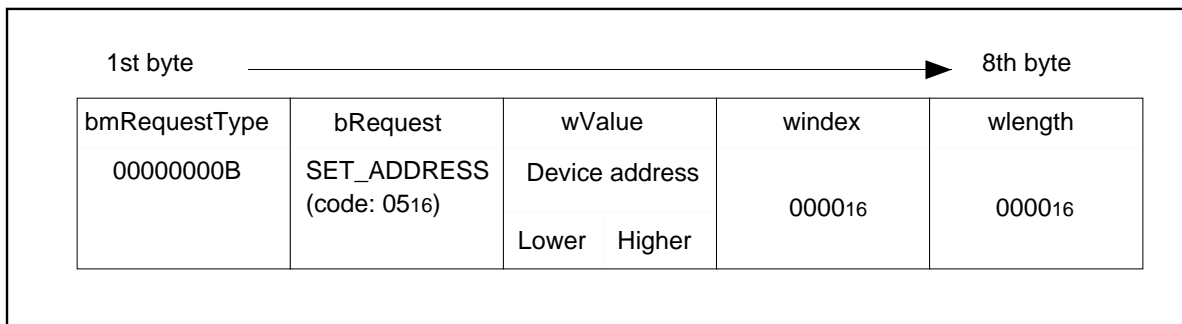 1st byte 8th byte
bmRequestType bRequest wValue windex wlength
00000000B SET_ADDRESS Device address
(code: 0516) 000016 000016
Lower Higher